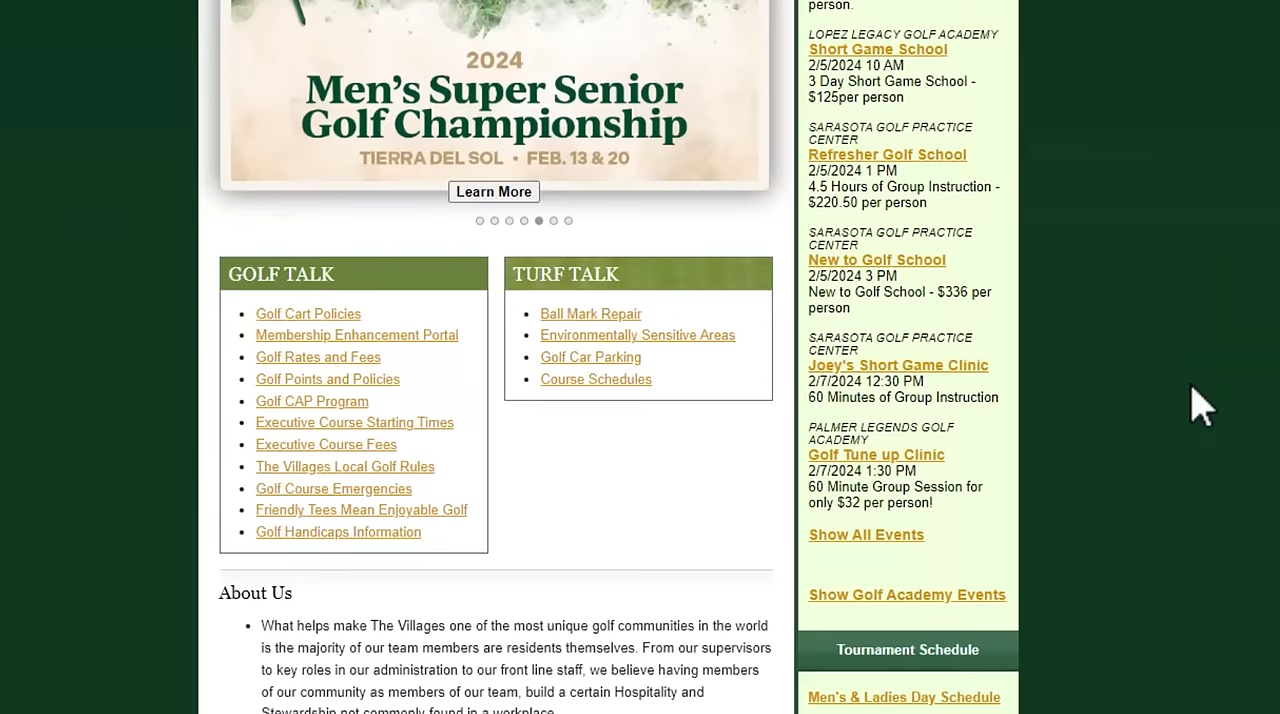 2024
Men's Super Senior
Golf Championship
TIERRA DEL SOL • FEB. 13 & 20
Learn More
GOLF TALK
Golf Cart Policies
Membership Enhancement Portal
Golf Rates and Fees
Golf Points and Policies
Golf CAP Program
Executive Course Starting Times
Executive Course Fees
The Villages Local Golf Rules
Golf Course Emergencies
Friendly Tees Mean Enjoyable Golf
Golf Handicaps Information
TURF TALK
Ball Mark Repair
Environmentally Sensitive Areas
Golf Car Parking
Course Schedules
About Us
What helps make The Villages one of the most unique golf communities in the world
is the majority of our team members are residents themselves. From our supervisors
to key roles in our administration to our front line staff, we believe having members
of our community as members of our team, build a certain Hospitality and
Stewardship not commonly found in a workplace.
person.
LOPEZ LEGACY GOLF ACADEMY
Short Game School
2/5/2024 10 AM
3 Day Short Game School -
$125per person
SARASOTA GOLF PRACTICE
CENTER
Refresher Golf School
2/5/2024 1 PM
4.5 Hours of Group Instruction -
$220.50 per person
SARASOTA GOLF PRACTICE
CENTER
New to Golf School
2/5/2024 3 PM
New to Golf School - $336 per
person
SARASOTA GOLF PRACTICE
CENTER
Joey's Short Game Clinic
2/7/2024 12:30 PM
60 Minutes of Group Instruction
PALMER LEGENDS GOLF
ACADEMY
Golf Tune up Clinic
2/7/2024 1:30 PM
60 Minute Group Session for
only $32 per person!
Show All Events
Show Golf Academy Events
Tournament Schedule
Men's & Ladies Day Schedule